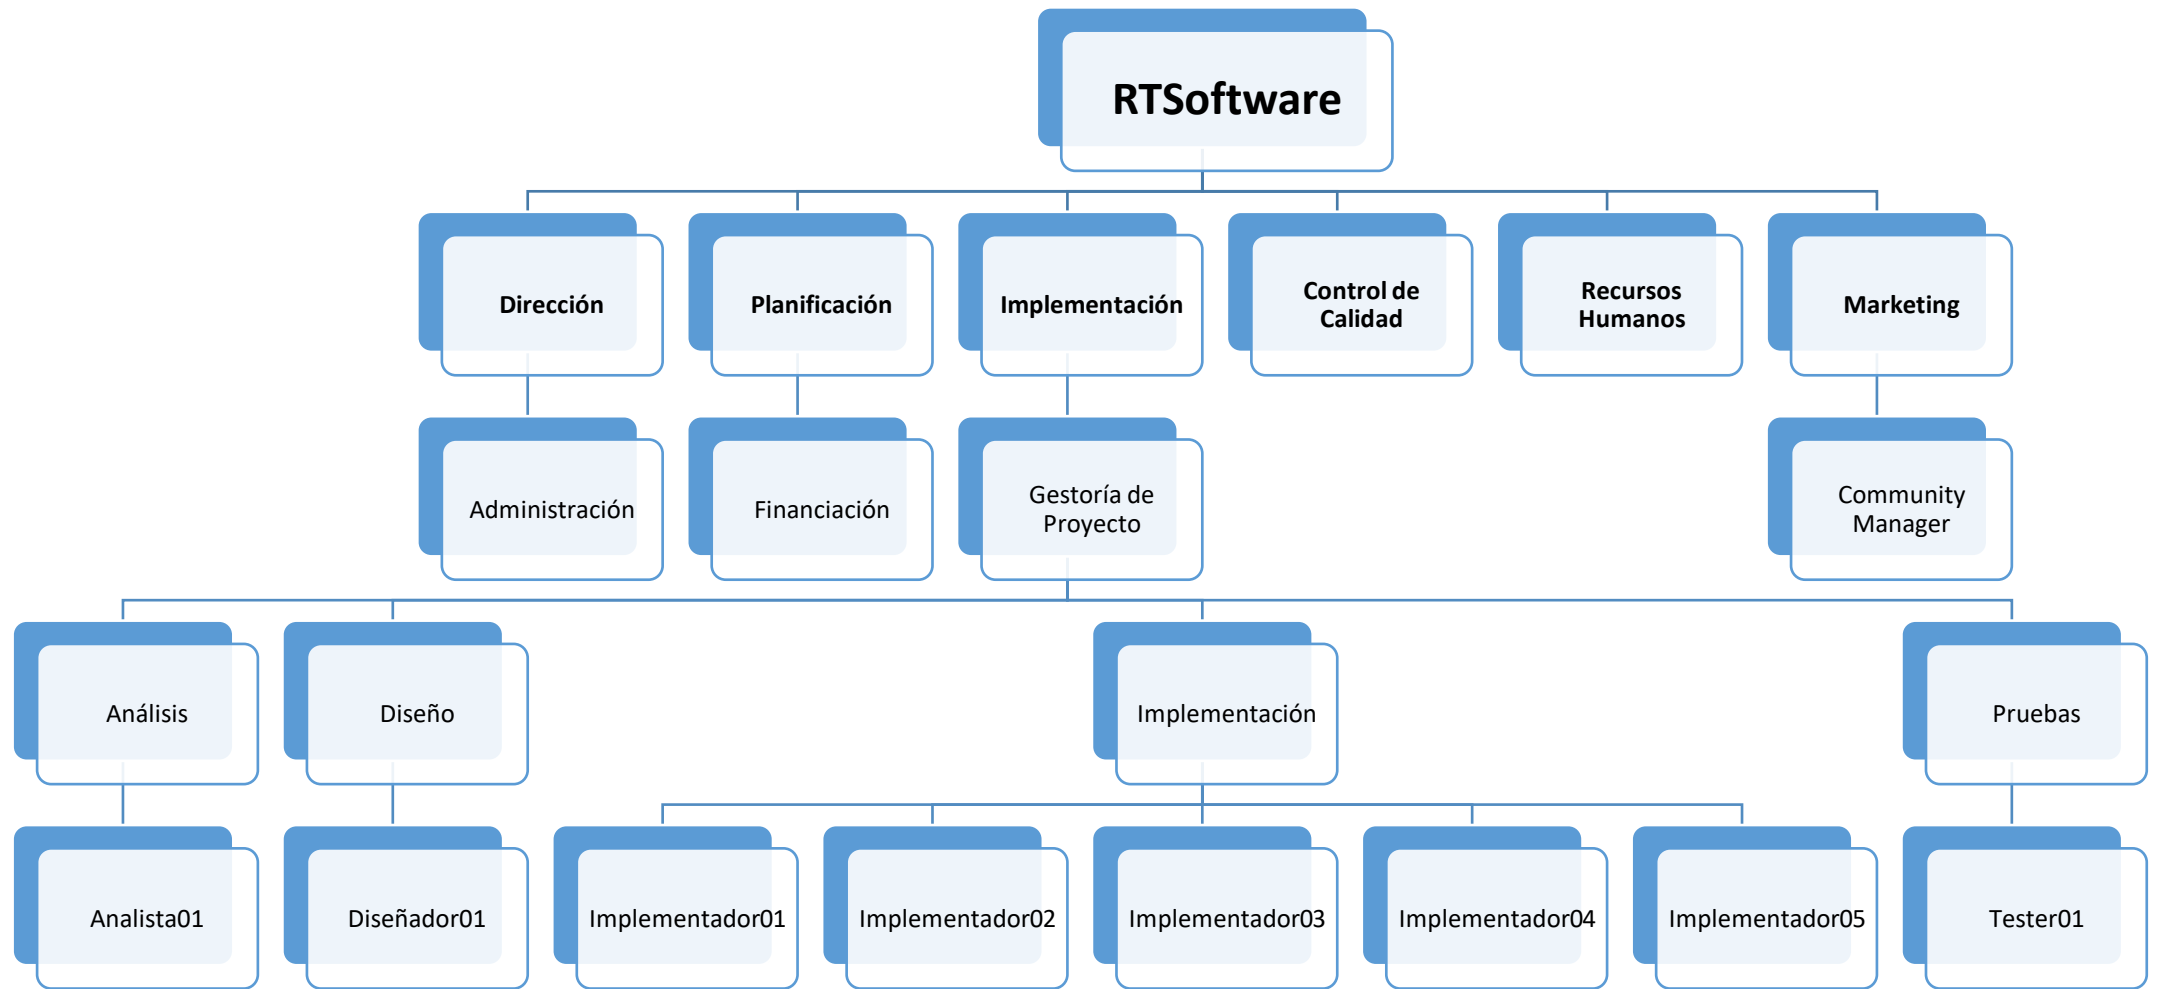 RTSoftware
Dirección
Planificación
Implementación
Control de
Calidad
Recursos
Humanos
Marketing
Administración
Financiación
Gestoría de
Proyecto
Community
Manager
Análisis
Diseño
Implementación
Pruebas
Analista01
Diseñador01
Implementador01
Implementador02
Implementador03
Implementador04
Implementador05
Tester01